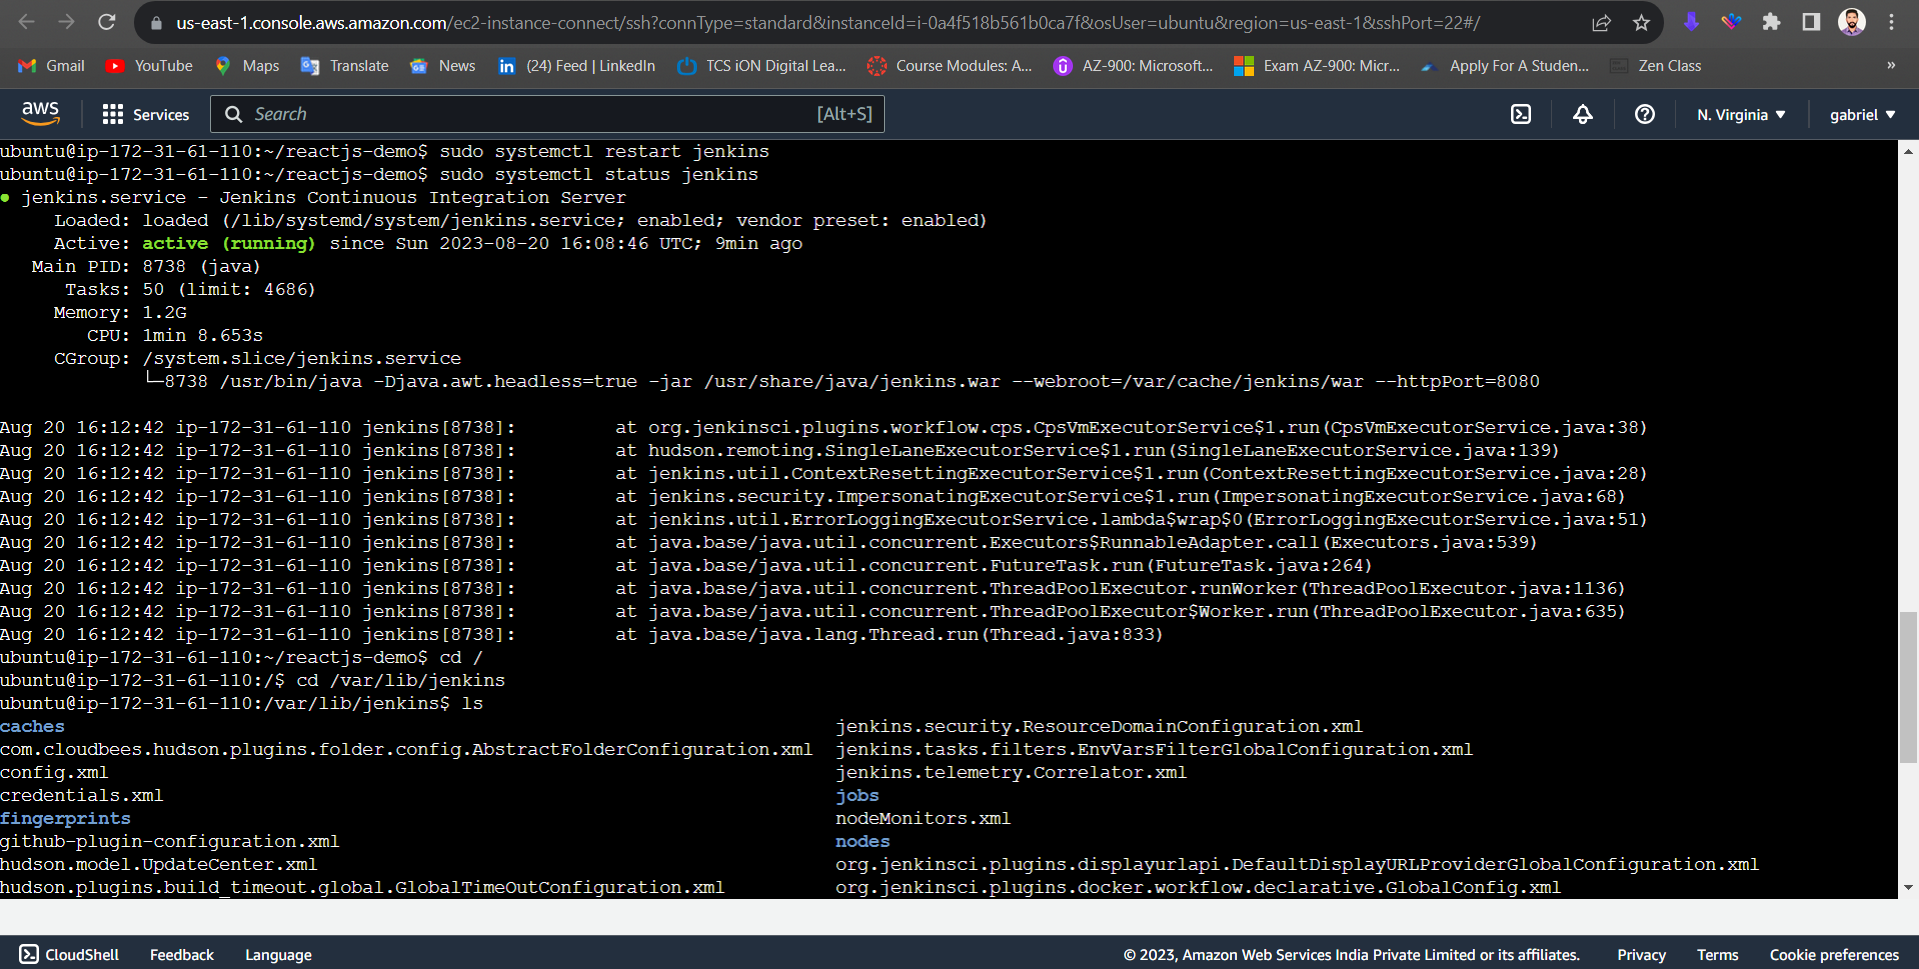 us-east-1.console.aws.amazon.com/ec2-instance-connect/ssh?connType=standard&instanceId=i-0a4f518b561b0ca7f&osUser=ubuntu&region=us-east-1&sshPort=22#/
Gmail YouTube Maps Translate News (24) Feed | LinkedIn TCS iON Digital Lea... Course Modules: A... AZ-900: Microsoft... Exam AZ-900: Micr... Apply For A Studen... Zen Class »
aws Services Search [Alt+S] N. Virginia gabriel
ubuntu@ip-172-31-61-110:~/reactjs-demo$ sudo systemctl restart jenkins
ubuntu@ip-172-31-61-110:~/reactjs-demo$ sudo systemctl status jenkins
● jenkins.service - Jenkins Continuous Integration Server
Loaded: loaded (/lib/systemd/system/jenkins.service; enabled; vendor preset: enabled)
Active: active (running) since Sun 2023-08-20 16:08:46 UTC; 9min ago
Main PID: 8738 (java)
Tasks: 50 (limit: 4686)
Memory: 1.2G
CPU: 1min 8.653s
CGroup: /system.slice/jenkins.service
└─8738 /usr/bin/java -Djava.awt.headless=true -jar /usr/share/java/jenkins.war --webroot=/var/cache/jenkins/war --httpPort=8080
Aug 20 16:12:42 ip-172-31-61-110 jenkins[8738]: at org.jenkinsci.plugins.workflow.cps.CpsVmExecutorService$1.run(CpsVmExecutorService.java:38)
Aug 20 16:12:42 ip-172-31-61-110 jenkins[8738]: at hudson.remoting.SingleLaneExecutorService$1.run(SingleLaneExecutorService.java:139)
Aug 20 16:12:42 ip-172-31-61-110 jenkins[8738]: at jenkins.util.ContextResettingExecutorService$1.run(ContextResettingExecutorService.java:28)
Aug 20 16:12:42 ip-172-31-61-110 jenkins[8738]: at jenkins.security.ImpersonatingExecutorService$1.run(ImpersonatingExecutorService.java:68)
Aug 20 16:12:42 ip-172-31-61-110 jenkins[8738]: at jenkins.util.ErrorLoggingExecutorService.lambda$wrap$0(ErrorLoggingExecutorService.java:51)
Aug 20 16:12:42 ip-172-31-61-110 jenkins[8738]: at java.base/java.util.concurrent.Executors$RunnableAdapter.call(Executors.java:539)
Aug 20 16:12:42 ip-172-31-61-110 jenkins[8738]: at java.base/java.util.concurrent.FutureTask.run(FutureTask.java:264)
Aug 20 16:12:42 ip-172-31-61-110 jenkins[8738]: at java.base/java.util.concurrent.ThreadPoolExecutor.runWorker(ThreadPoolExecutor.java:1136)
Aug 20 16:12:42 ip-172-31-61-110 jenkins[8738]: at java.base/java.util.concurrent.ThreadPoolExecutor$Worker.run(ThreadPoolExecutor.java:635)
Aug 20 16:12:42 ip-172-31-61-110 jenkins[8738]: at java.base/java.lang.Thread.run(Thread.java:833)
ubuntu@ip-172-31-61-110:~/reactjs-demo$ cd /
ubuntu@ip-172-31-61-110:/$ cd /var/lib/jenkins
ubuntu@ip-172-31-61-110:/var/lib/jenkins$ ls
caches jenkins.security.ResourceDomainConfiguration.xml
com.cloudbees.hudson.plugins.folder.config.AbstractFolderConfiguration.xml jenkins.tasks.filters.EnvVarsFilterGlobalConfiguration.xml
config.xml jenkins.telemetry.Correlator.xml
credentials.xml jobs
fingerprints nodeMonitors.xml
github-plugin-configuration.xml nodes
hudson.model.UpdateCenter.xml org.jenkinsci.plugins.displayurlapi.DefaultDisplayURLProviderGlobalConfiguration.xml
hudson.plugins.build_timeout.global.GlobalTimeOutConfiguration.xml org.jenkinsci.plugins.docker.workflow.declarative.GlobalConfig.xml
CloudShell Feedback Language © 2023, Amazon Web Services India Private Limited or its affiliates. Privacy Terms Cookie preferences